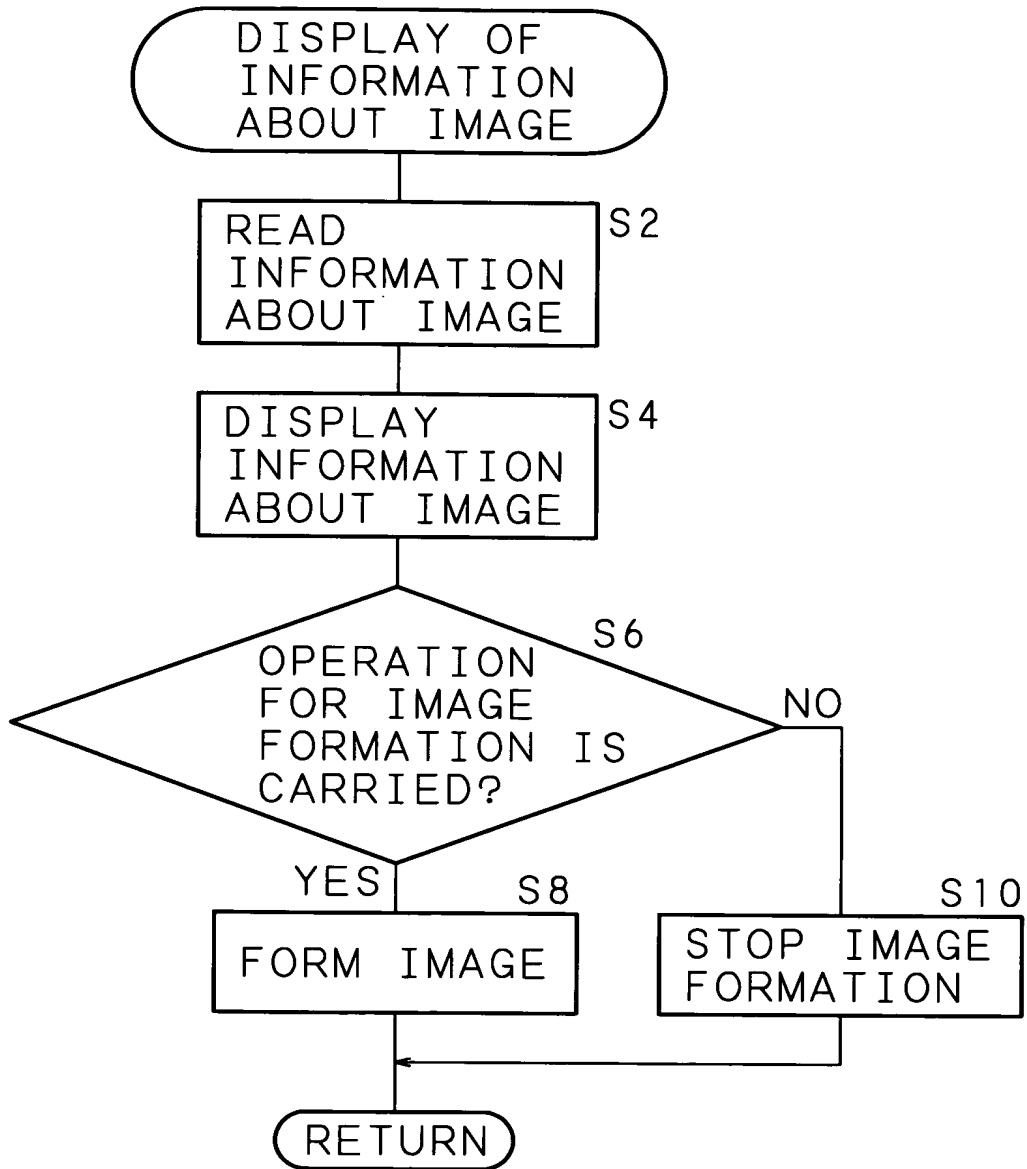 DISPLAY OF
INFORMATION
ABOUT IMAGE
S2
READ
INFORMATION
ABOUT IMAGE
S4
DISPLAY
INFORMATION
ABOUT IMAGE
S6
OPERATION
FOR IMAGE
FORMATION IS
CARRIED?
NO
YES
S8
FORM IMAGE
S10
STOP IMAGE
FORMATION
RETURN